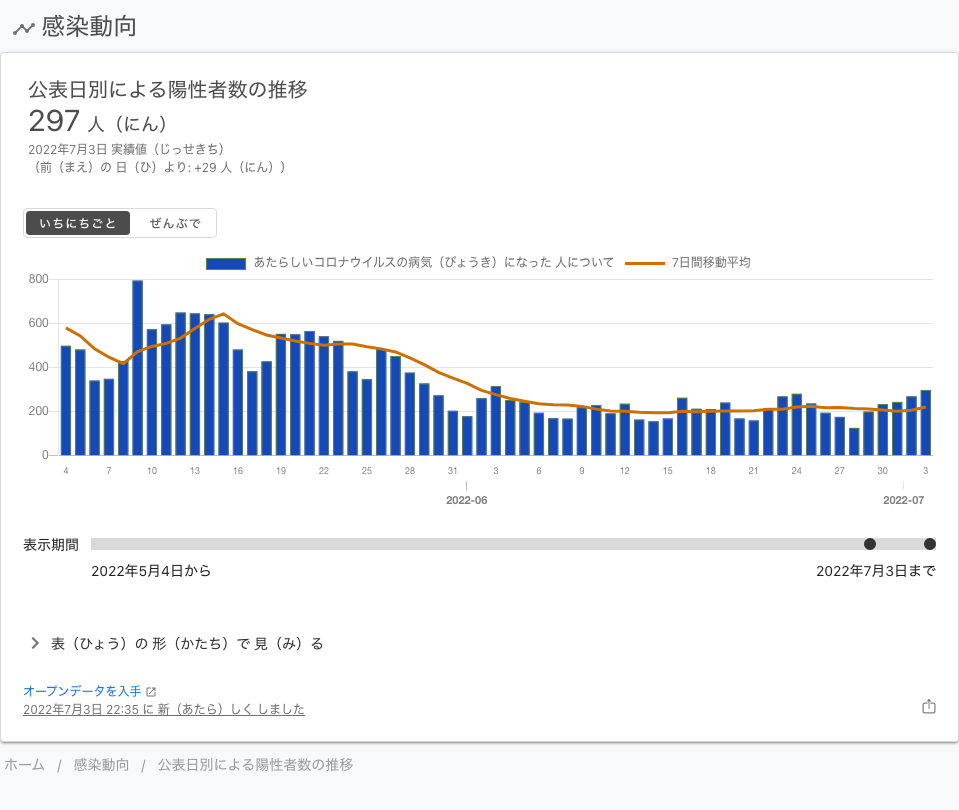 感染動向
公表日別による陽性者数の推移
297 人（にん）
2022年7月3日 実績値（じっせきち）
（前（まえ）の 日（ひ）より: +29 人（にん））
いちにちごと ぜんぶで
あたらしいコロナウイルスの病気（びょうき）になった 人について 7日間移動平均
800
600
400
200
0
4 7 10 13 16 19 22 25 28 31 3 6 9 12 15 18 21 24 27 30 3
2022-06 2022-07
表示期間
2022年5月4日から 2022年7月3日まで
表（ひょう）の 形（かたち）で 見（み）る
オープンデータを入手
2022年7月3日 22:35 に 新（あたら）しく しました
ホーム / 感染動向 / 公表日別による陽性者数の推移